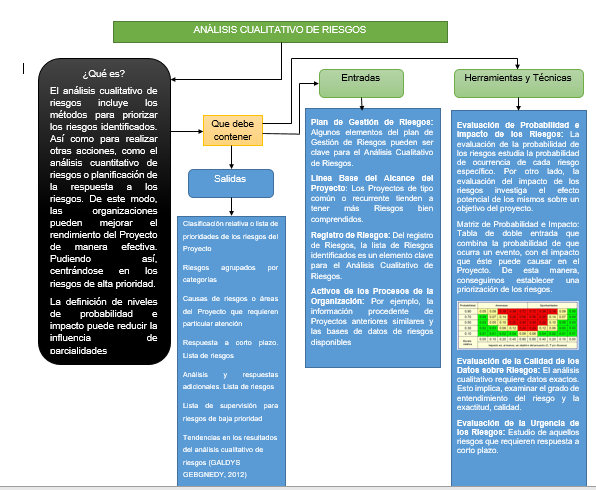 ANÀLISIS CUALITATIVO DE RIESGOS
¿Qué es?
El análisis cualitativo de
riesgos incluye los
métodos para priorizar
los riesgos identificados.
Así como para realizar
otras acciones, como el
análisis cuantitativo de
riesgos o planificación de
la respuesta a los
riesgos. De este modo,
las organizaciones
pueden mejorar el
rendimiento del Proyecto
de manera efectiva.
Pudiendo así,
centrándose en los
riesgos de alta prioridad.
La definición de niveles
de probabilidad e
impacto puede reducir la
influencia de
parcialidades
Que debe
contener
Salidas
Clasificación relativa o lista de
prioridades de los riesgos del
Proyecto
Riesgos agrupados por
categorías
Causas de riesgos o áreas
del Proyecto que requieren
particular atención
Respuesta a corto plazo.
Lista de riesgos
Análisis y respuestas
adicionales. Lista de riesgos
Lista de supervisión para
riesgos de baja prioridad
Tendencias en los resultados
del análisis cualitativo de
riesgos (GALDYS
GEBGNEDY, 2012)
Entradas
Plan de Gestión de Riesgos:
Algunos elementos del plan de
Gestión de Riesgos pueden ser
clave para el Análisis Cualitativo
de Riesgos.
Línea Base del Alcance del
Proyecto: Los Proyectos de tipo
común o recurrente tienden a
tener más Riesgos bien
comprendidos.
Registro de Riesgos: Del registro
de Riesgos, la lista de Riesgos
identificados es un elemento clave
para el Análisis Cualitativo de
Riesgos.
Activos de los Procesos de la
Organización: Por ejemplo, la
información procedente de
Proyectos anteriores similares y
las bases de datos de riesgos
disponibles
Herramientas y Técnicas
Evaluación de Probabilidad e
Impacto de los Riesgos: La
evaluación de la probabilidad de
los riesgos estudia la probabilidad
de ocurrencia de cada riesgo
específico. Por otro lado, la
evaluación del impacto de los
riesgos investiga el efecto
potencial de los mismos sobre un
objetivo del proyecto.
Matriz de Probabilidad e Impacto:
Tabla de doble entrada que
combina la probabilidad de que
ocurra un evento, con el impacto
que éste puede causar en el
Proyecto. De esta manera,
conseguimos establecer una
priorización de los riesgos.
Evaluación de la Calidad de los
Datos sobre Riesgos: El análisis
cualitativo requiere datos exactos.
Esto implica, examinar el grado de
entendimiento del riesgo y la
exactitud, calidad.
Evaluación de la Urgencia de
los Riesgos: Estudio de aquellos
riesgos que requieren respuesta a
corto plazo.